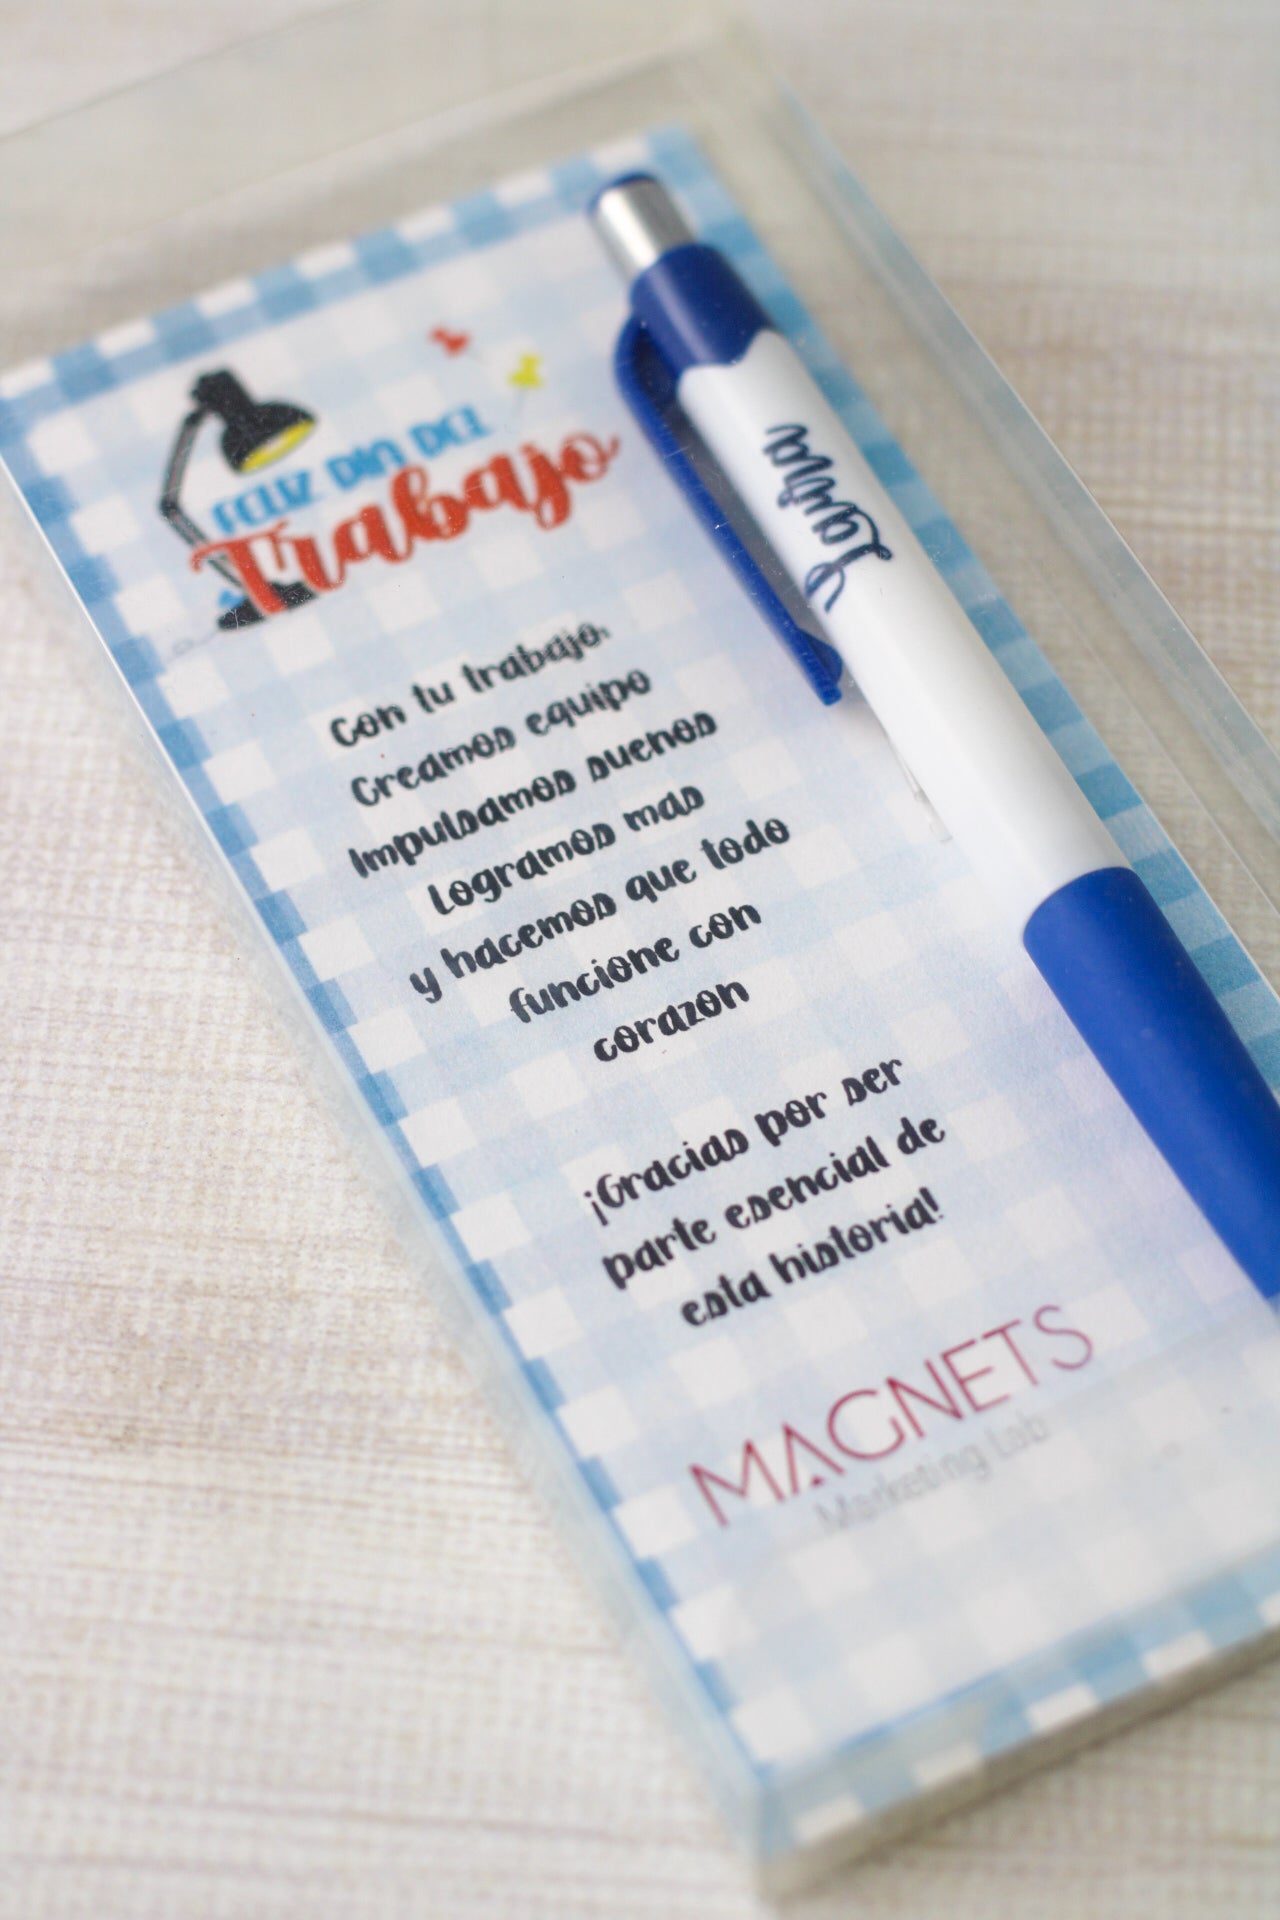 FELIZ DIA DEL
Trabajo
Con tu trabajo,
Creamos equipo
Impulsamos suenos
Logramos mas
y hacemos que todo
funcione con
corazon
¡Gracias por ser
parte esencial de
esta historia!
MAGNETS
Marketing Lab
Laura